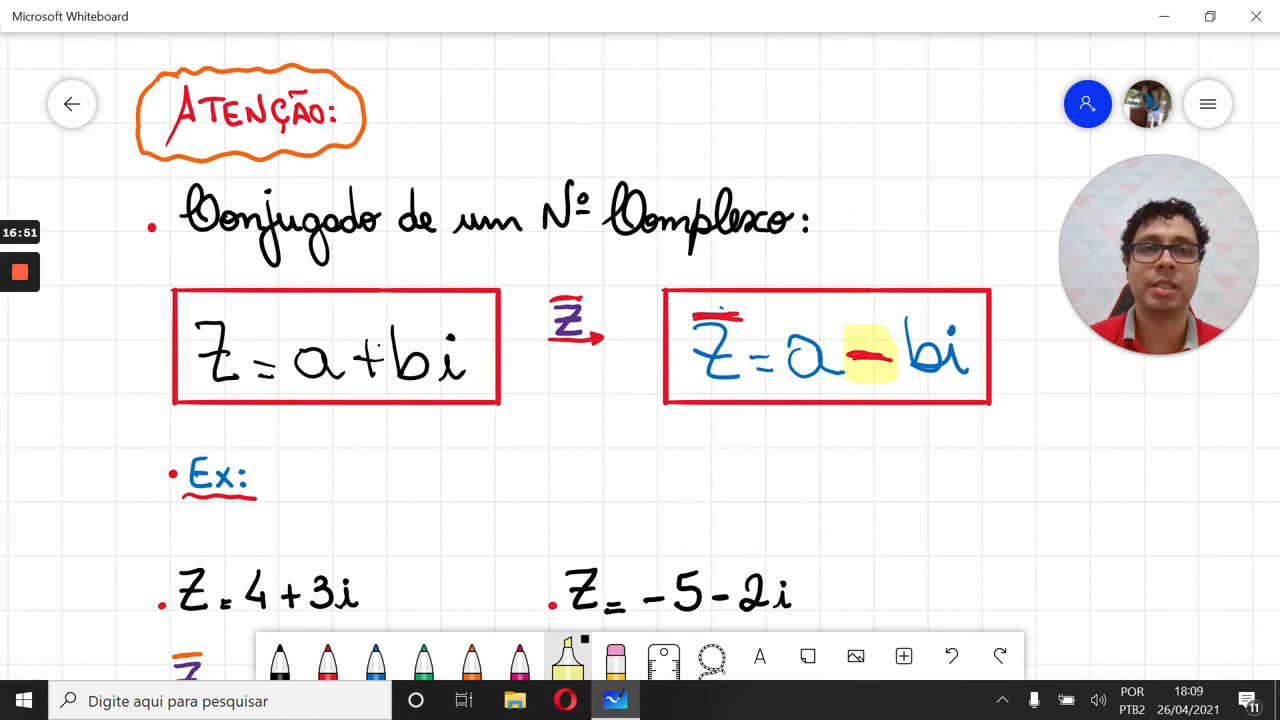 Microsoft Whiteboard
ATENÇÃO:
• Conjugado de um Nº Complexo:
16:51
Z = a + bi
Z̅
Z̅ = a - bi
• Ex:
. Z = 4 + 3i
. Z = -5 - 2i
Z̅
A
Digite aqui para pesquisar
POR
PTB2
18:09
26/04/2021
11